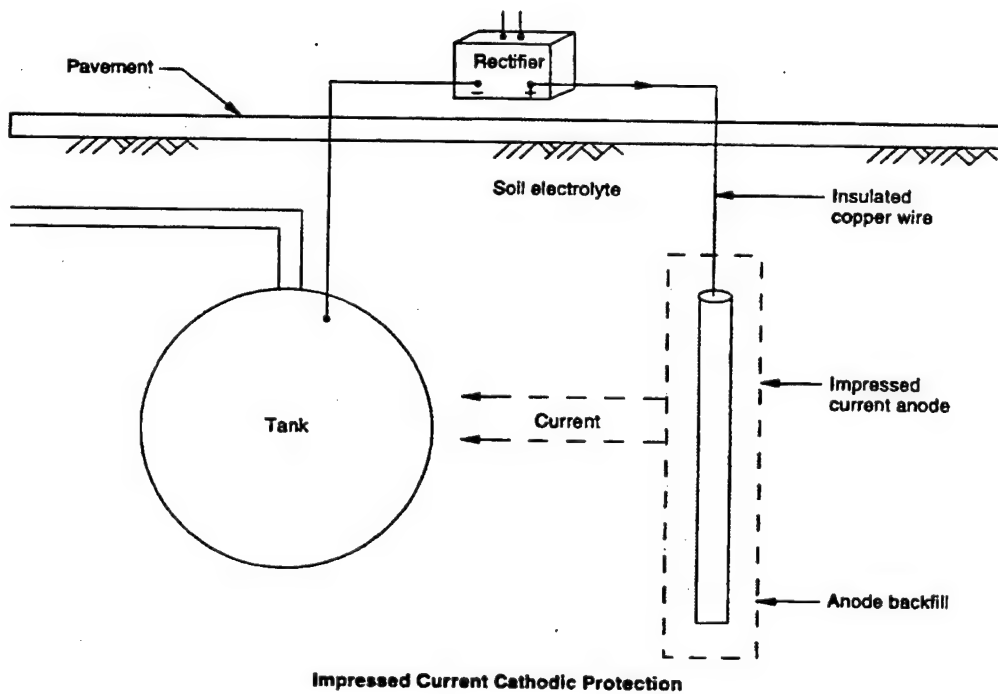 Rectifier
Pavement
− +
Soil electrolyte
Insulated
copper wire
Impressed
current anode
Tank
Current
Anode backfill
Impressed Current Cathodic Protection